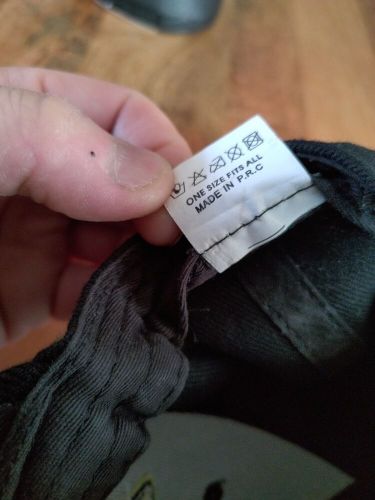 ONE SIZE FITS ALL
MADE IN P.R.C